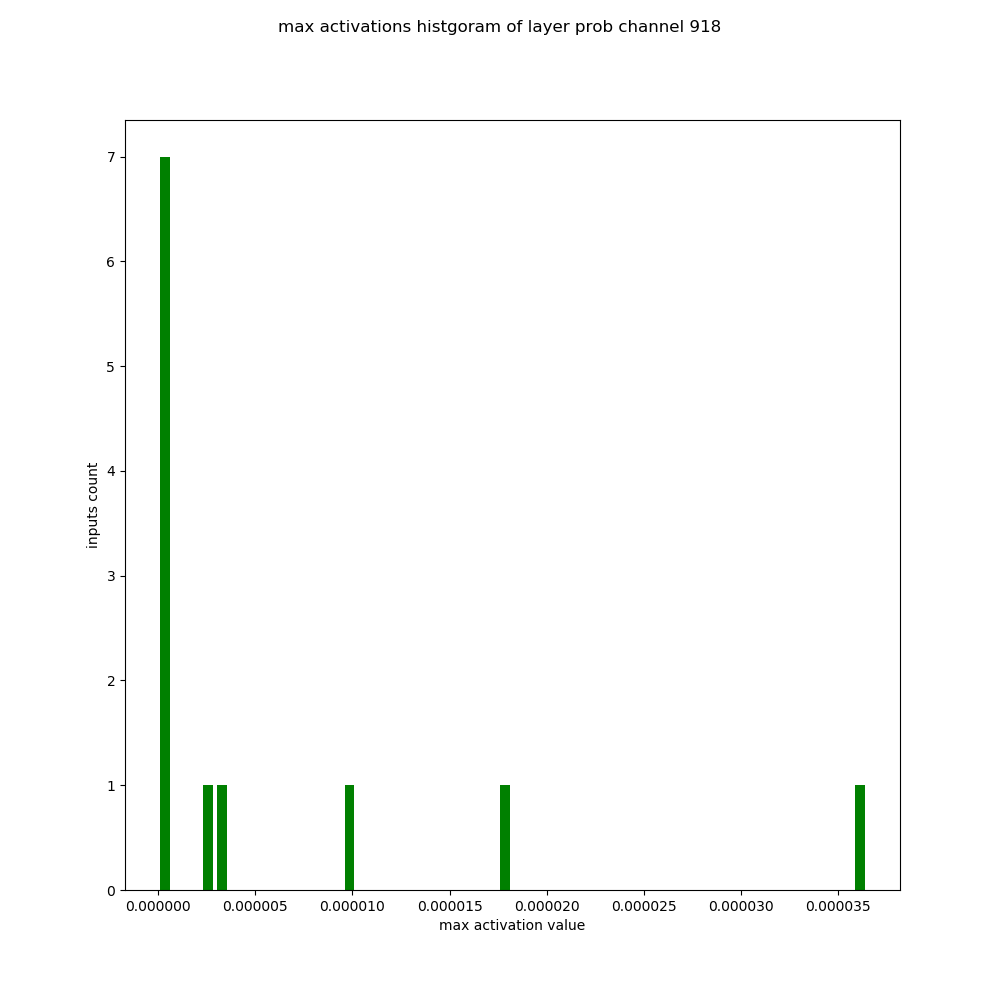 max activations histgoram of layer prob channel 918
7
6
5
4
3
2
1
0
inputs count
0.000000 0.000005 0.000010 0.000015 0.000020 0.000025 0.000030 0.000035
max activation value